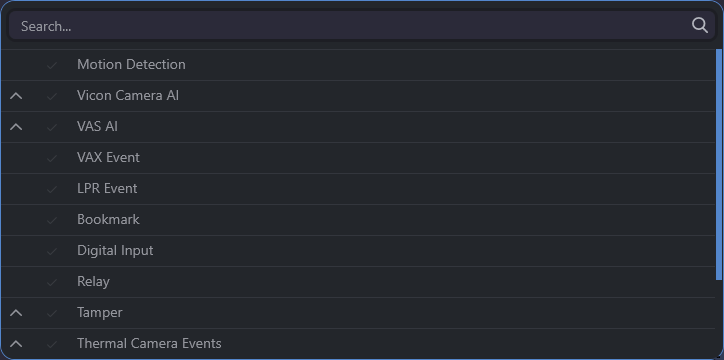 Search...
Motion Detection
Vicon Camera AI
VAS AI
VAX Event
LPR Event
Bookmark
Digital Input
Relay
Tamper
Thermal Camera Events